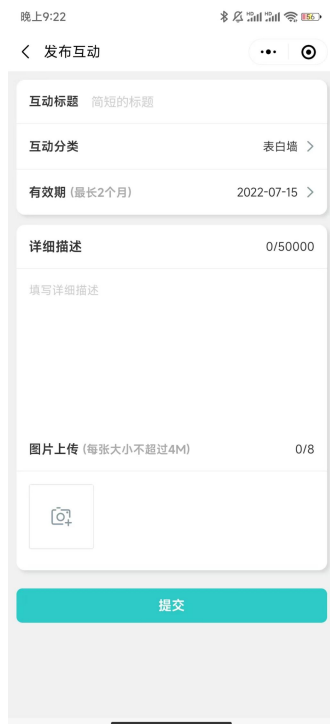 晚上9:22
56
发布互动
互动标题 简短的标题
互动分类 表白墙
有效期 (最长2个月) 2022-07-15
详细描述 0/50000
填写详细描述
图片上传 (每张大小不超过4M) 0/8
提交